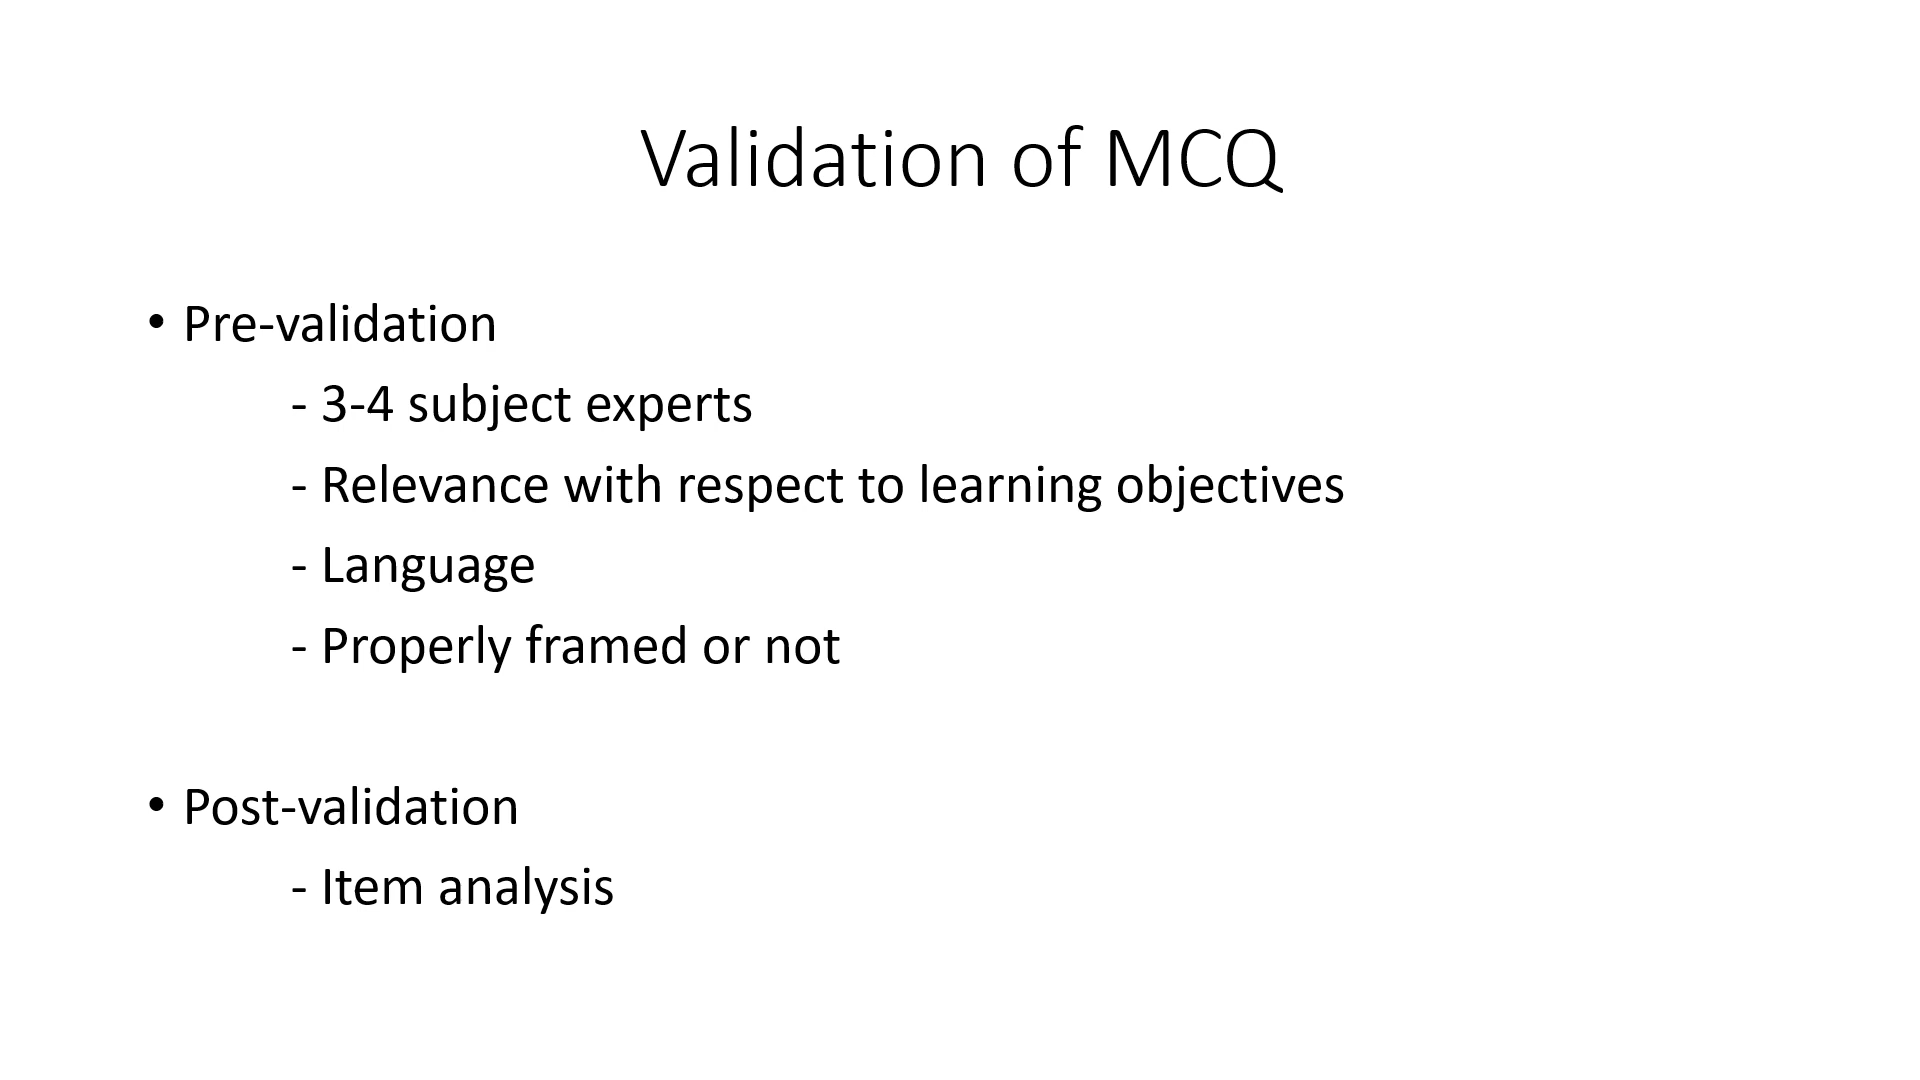 Validation of MCQ
• Pre-validation
- 3-4 subject experts
- Relevance with respect to learning objectives
- Language
- Properly framed or not
• Post-validation
- Item analysis